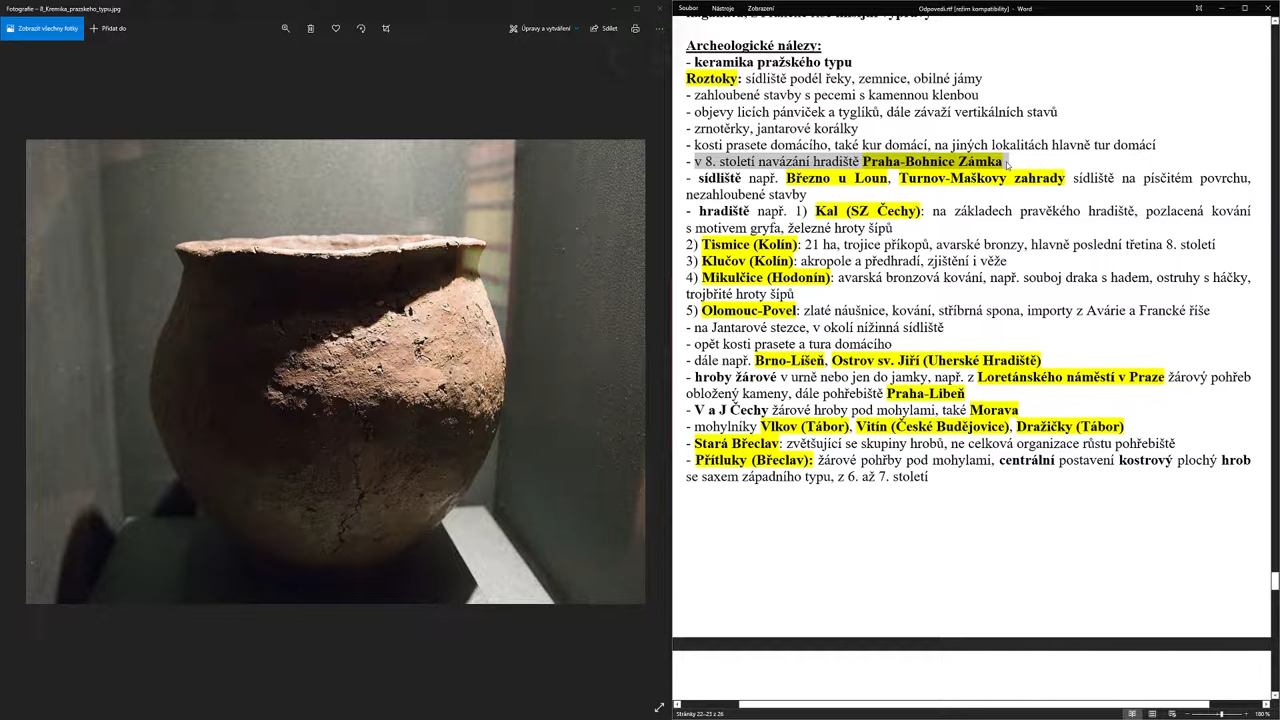 Fotografie – 8_Kremika_prazskeho_typu.jpg
Zobrazit všechny fotky
Přidat do
Úpravy a vytváření
Sdílet
Soubor Nástroje Zobrazení
Odpovedi.rtf [režim kompatibility] - Word
Archeologické nálezy:
- keramika pražského typu
Roztoky: sídliště podél řeky, zemnice, obilné jámy
- zahloubené stavby s pecemi s kamennou klenbou
- objevy licích pánviček a tyglíků, dále závaží vertikálních stavů
- zrnotěrky, jantarové korálky
- kosti prasete domácího, také kur domácí, na jiných lokalitách hlavně tur domácí
- v 8. století navázání hradiště Praha-Bohnice Zámka
- sídliště např. Březno u Loun, Turnov-Maškovy zahrady sídliště na písčitém povrchu,
nezahloubené stavby
- hradiště např. 1) Kal (SZ Čechy): na základech pravěkého hradiště, pozlacená kování
s motivem gryfa, železné hroty šípů
2) Tismice (Kolín): 21 ha, trojice příkopů, avarské bronzy, hlavně poslední třetina 8. století
3) Klučov (Kolín): akropole a předhradí, zjištění i věže
4) Mikulčice (Hodonín): avarská bronzová kování, např. souboj draka s hadem, ostruhy s háčky,
trojbřité hroty šípů
5) Olomouc-Povel: zlaté náušnice, kování, stříbrná spona, importy z Avárie a Francké říše
- na Jantarové stezce, v okolí nížinná sídliště
- opět kosti prasete a tura domácího
- dále např. Brno-Líšeň, Ostrov sv. Jiří (Uherské Hradiště)
- hroby žárové v urně nebo jen do jamky, např. z Loretánského náměstí v Praze žárový pohřeb
obložený kameny, dále pohřebiště Praha-Libeň
- V a J Čechy žárové hroby pod mohylami, také Morava
- mohylníky Vlkov (Tábor), Vitín (České Budějovice), Dražičky (Tábor)
- Stará Břeclav: zvětšující se skupiny hrobů, ne celková organizace růstu pohřebiště
- Přítluky (Břeclav): žárové pohřby pod mohylami, centrální postavení kostrový plochý hrob
se saxem západního typu, z 6. až 7. století
Stránky 22–23 z 26
180 %